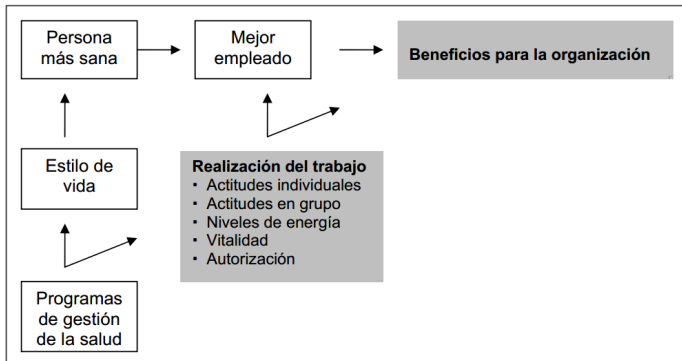 Persona
más sana
Mejor
empleado
Beneficios para la organización
Estilo de
vida
Realización del trabajo
▪ Actitudes individuales
▪ Actitudes en grupo
▪ Niveles de energía
▪ Vitalidad
▪ Autorización
Programas
de gestión
de la salud